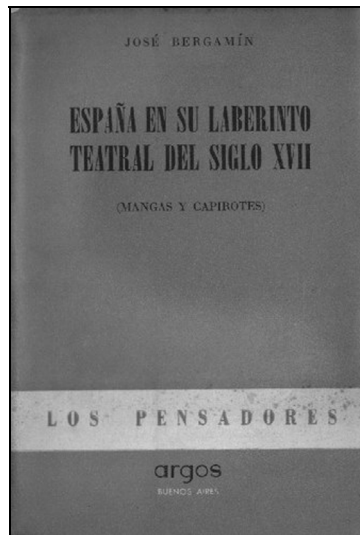 JOSÉ BERGAMÍN
ESPAÑA EN SU LABERINTO
TEATRAL DEL SIGLO XVII
(MANGAS Y CAPIROTES)
LOS PENSADORES
argos
BUENOS AIRES